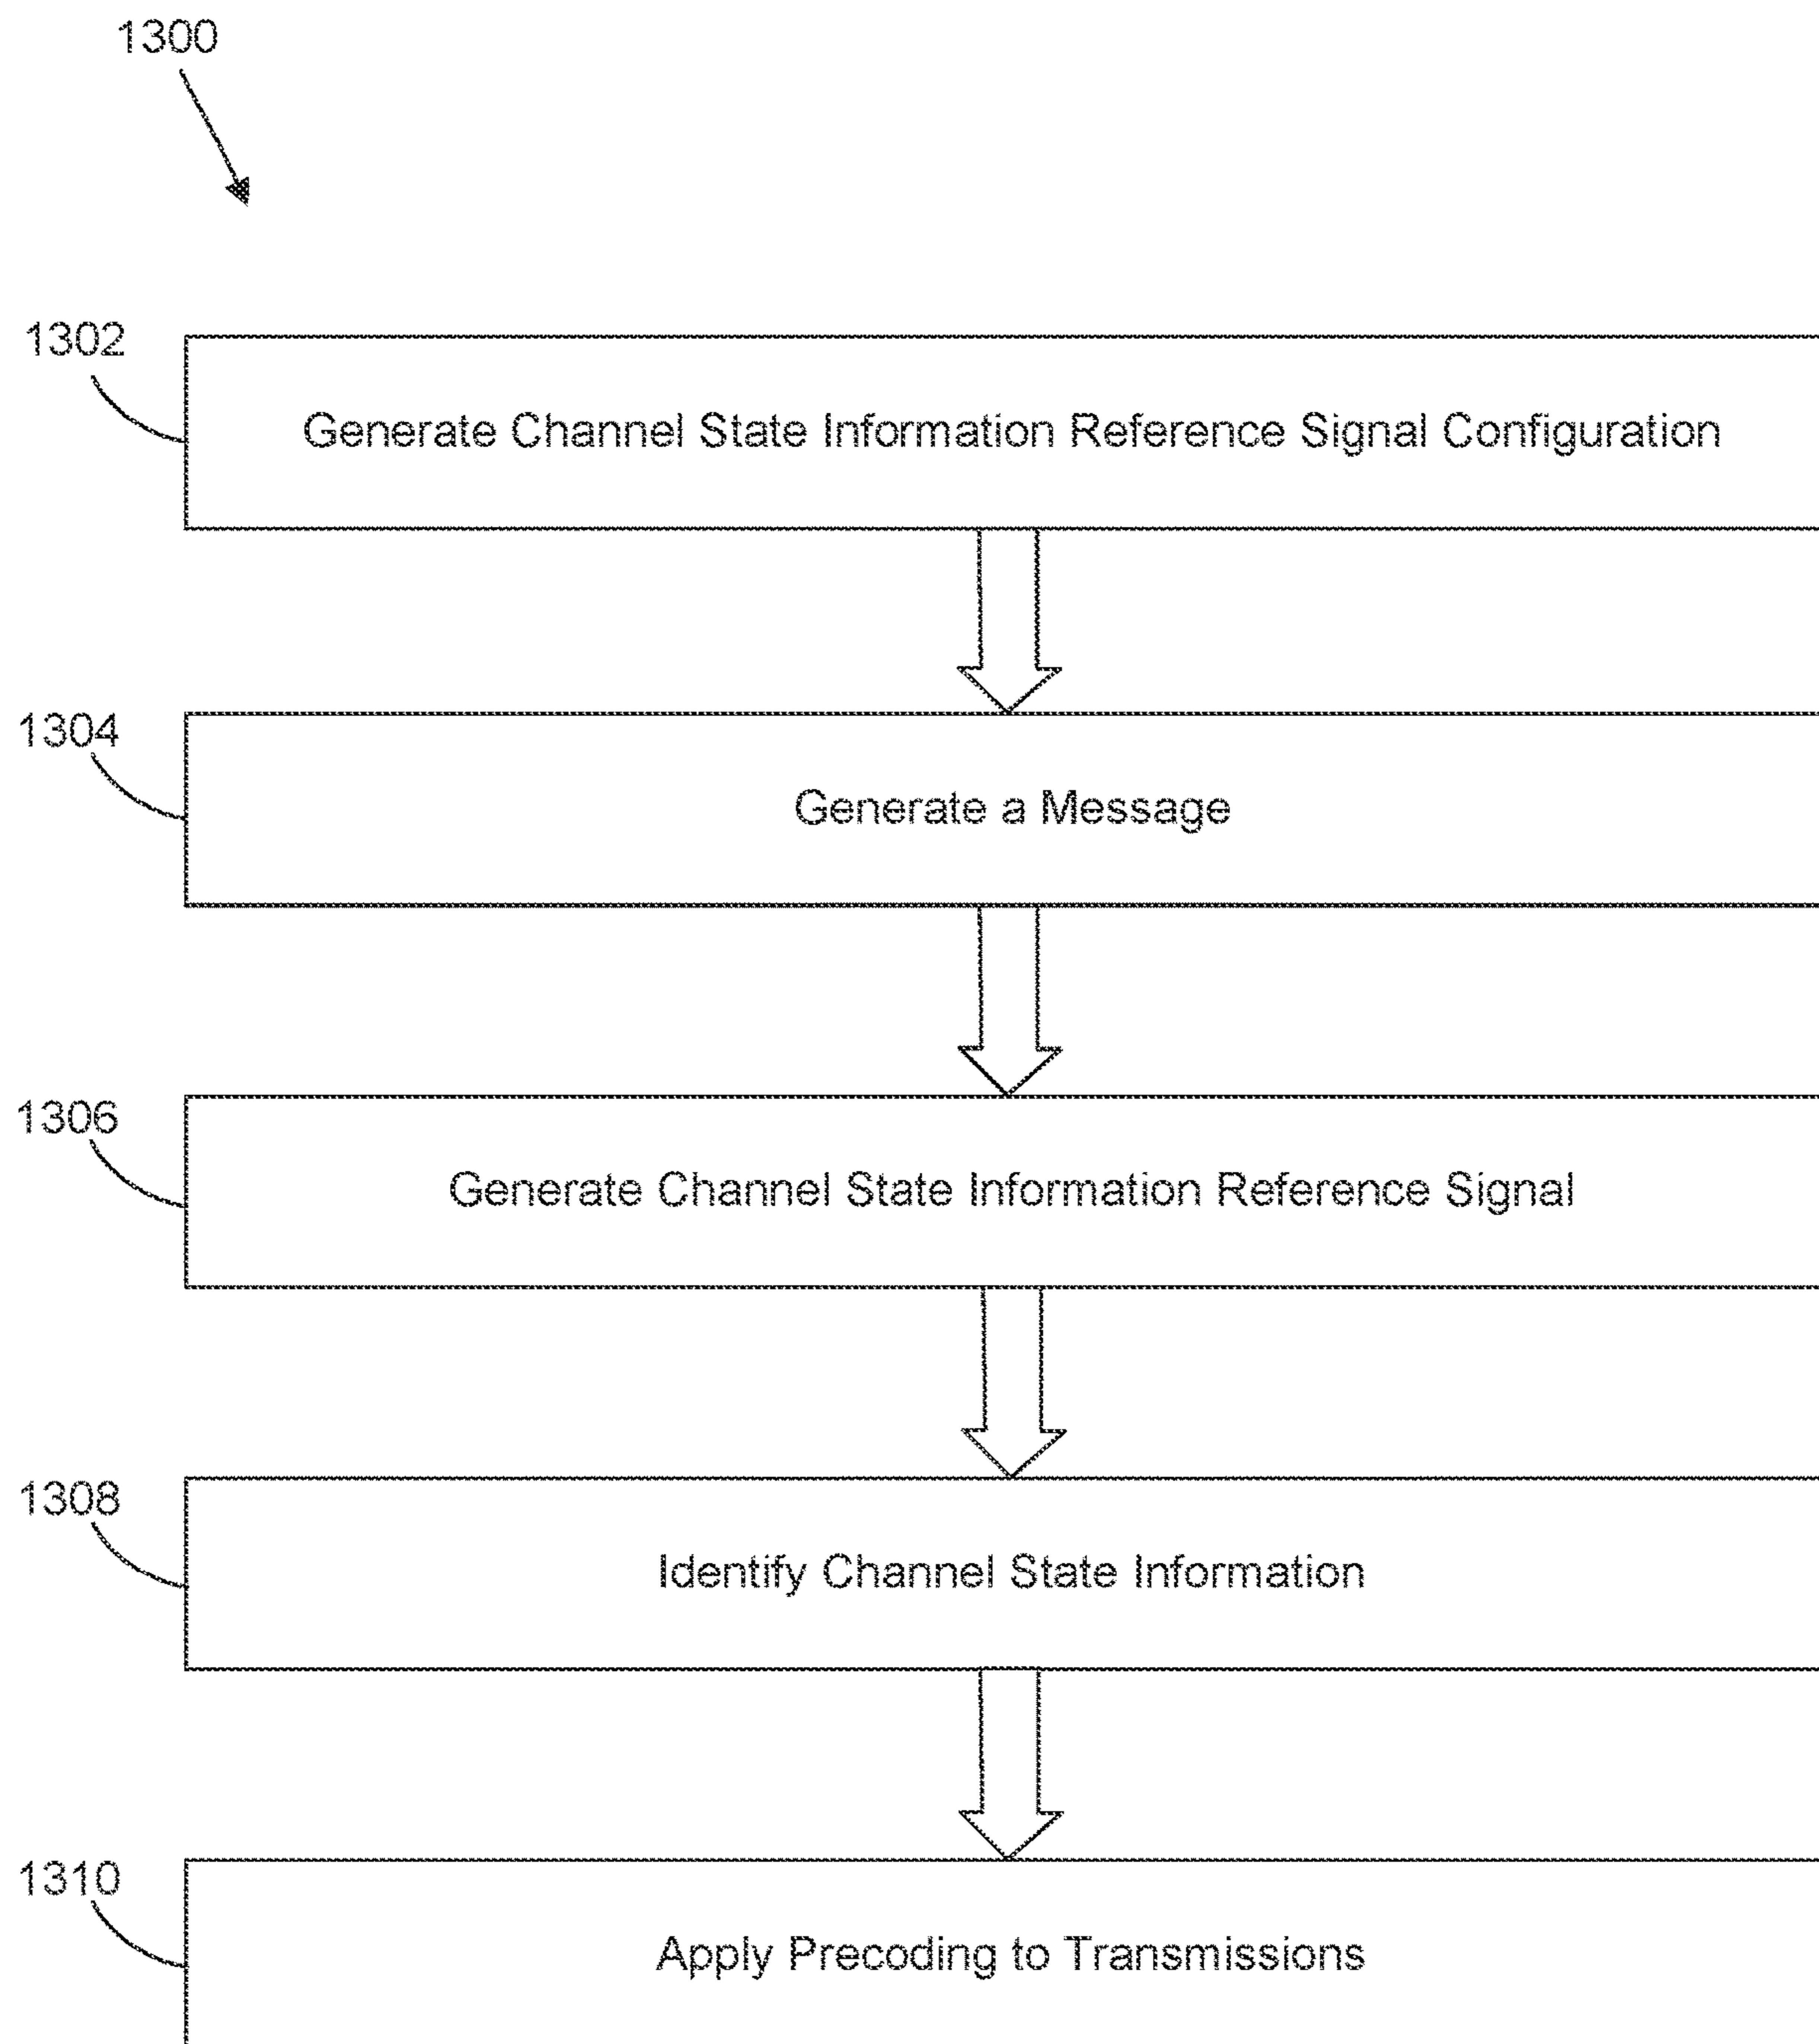 1300
1302
Generate Channel State Information Reference Signal Configuration
1304
Generate a Message
1306
Generate Channel State Information Reference Signal
1308
Identify Channel State Information
1310
Apply Precoding to Transmissions